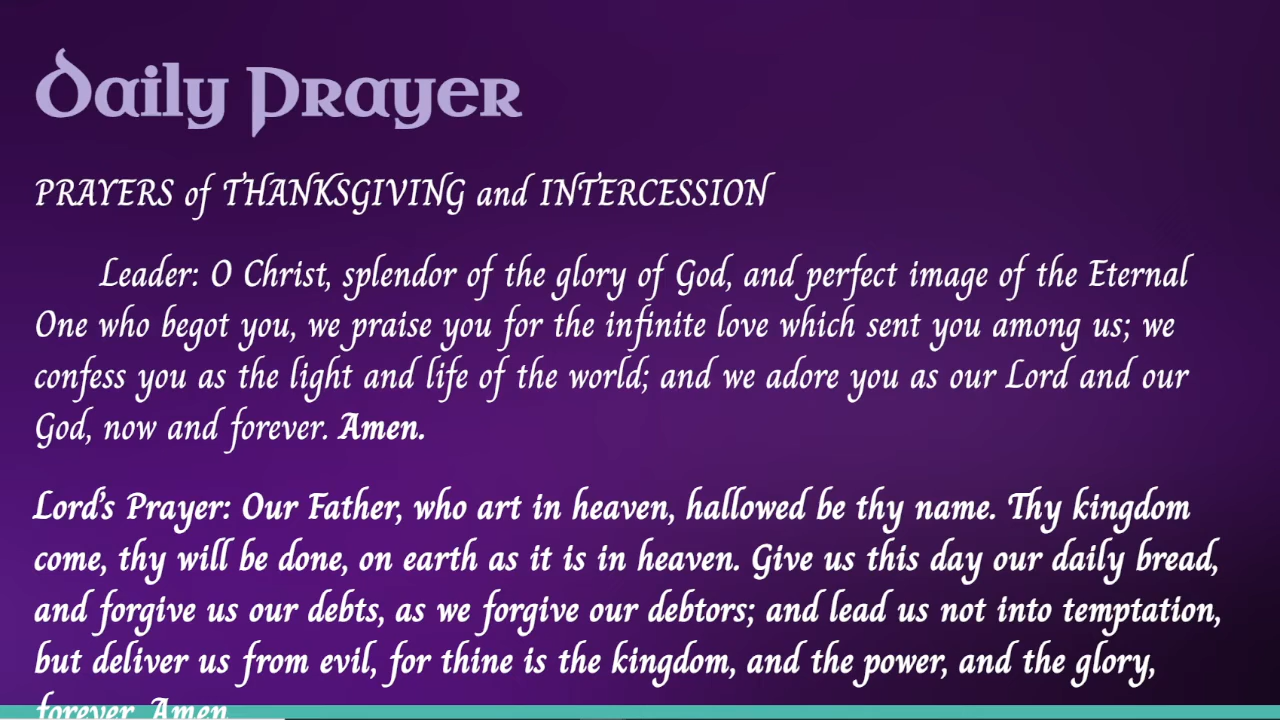 Daily Prayer
PRAYERS of THANKSGIVING and INTERCESSION
Leader: O Christ, splendor of the glory of God, and perfect image of the Eternal
One who begot you, we praise you for the infinite love which sent you among us; we
confess you as the light and life of the world; and we adore you as our Lord and our
God, now and forever. Amen.
Lord's Prayer: Our Father, who art in heaven, hallowed be thy name. Thy kingdom
come, thy will be done, on earth as it is in heaven. Give us this day our daily bread,
and forgive us our debts, as we forgive our debtors; and lead us not into temptation,
but deliver us from evil, for thine is the kingdom, and the power, and the glory,
forever. Amen.